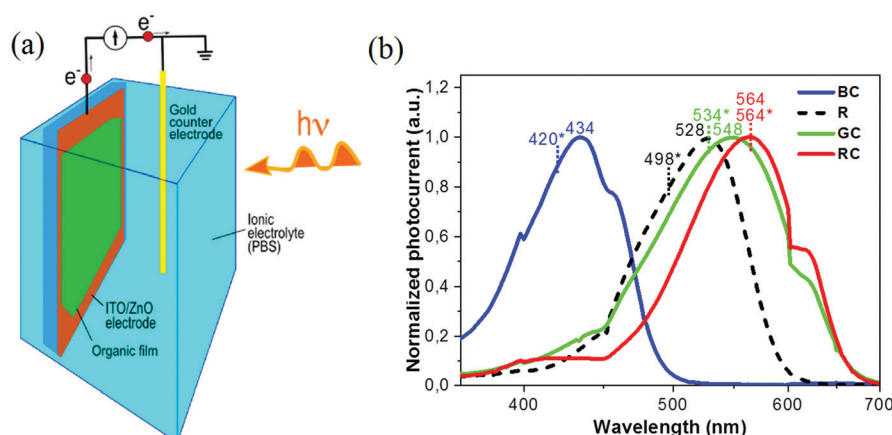 (a)
e-
e-
Gold
counter
electrode
hν
Ionic
electrolyte
(PBS)
ITO/ZnO
electrode
Organic film
(b)
Normalized photocurrent (a.u.)
1,2
1,0
0,8
0,6
0,4
0,2
0,0
420* 434
498*
528
534*
548
564
564*
BC
R
GC
RC
400
500
600
700
Wavelength (nm)